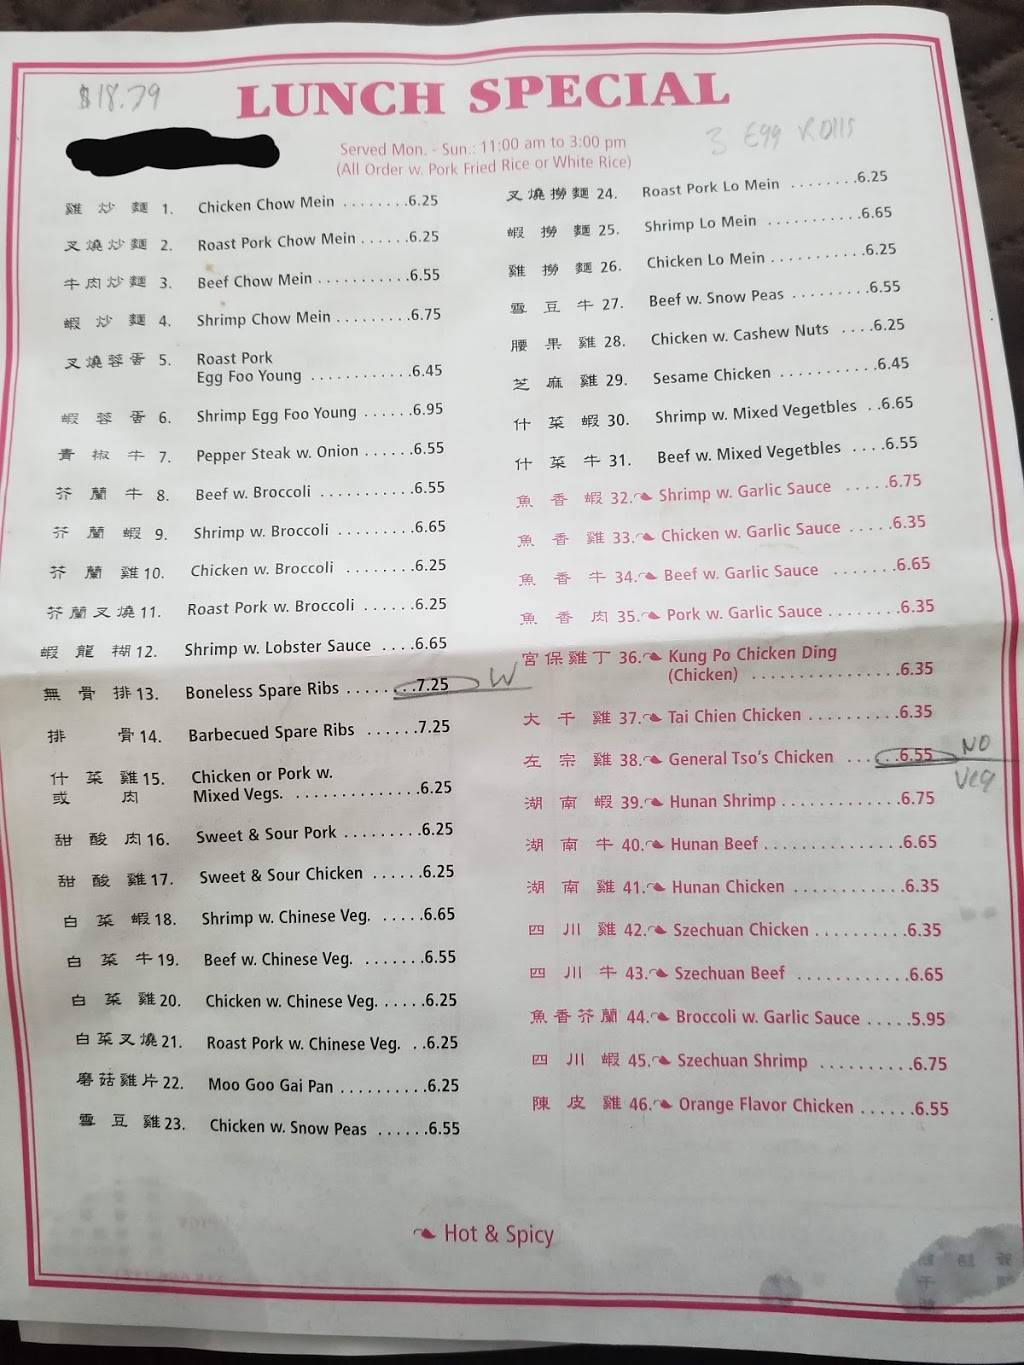 $18.79
LUNCH SPECIAL
3 Egg Rolls
Served Mon. - Sun.: 11:00 am to 3:00 pm
(All Order w. Pork Fried Rice or White Rice)
雞炒麵 1. Chicken Chow Mein ........6.25
叉燒炒麵 2. Roast Pork Chow Mein ......6.25
牛肉炒麵 3. Beef Chow Mein ..........6.55
蝦炒麵 4. Shrimp Chow Mein .........6.75
叉燒蓉蛋 5. Roast Pork
Egg Foo Young ............6.45
蝦蓉蛋 6. Shrimp Egg Foo Young ......6.95
青椒牛 7. Pepper Steak w. Onion ......6.55
芥蘭牛 8. Beef w. Broccoli ...........6.55
芥蘭蝦 9. Shrimp w. Broccoli .........6.65
芥蘭雞 10. Chicken w. Broccoli ........6.25
芥蘭叉燒 11. Roast Pork w. Broccoli ......6.25
蝦龍糊 12. Shrimp w. Lobster Sauce ....6.65
無骨排 13. Boneless Spare Ribs .........7.25 W
排骨 14. Barbecued Spare Ribs ......7.25
什菜雞 15. Chicken or Pork w.
或肉 Mixed Vegs. ...............6.25
甜酸肉 16. Sweet & Sour Pork .........6.25
甜酸雞 17. Sweet & Sour Chicken ......6.25
白菜蝦 18. Shrimp w. Chinese Veg. .....6.65
白菜牛 19. Beef w. Chinese Veg. .......6.55
白菜雞 20. Chicken w. Chinese Veg. .....6.25
白菜叉燒 21. Roast Pork w. Chinese Veg. ..6.25
磨菇雞片 22. Moo Goo Gai Pan ..........6.25
雪豆雞 23. Chicken w. Snow Peas ......6.55
叉燒撈麵 24. Roast Pork Lo Mein ........6.25
蝦撈麵 25. Shrimp Lo Mein ...........6.65
雞撈麵 26. Chicken Lo Mein ...........6.25
雪豆牛 27. Beef w. Snow Peas .........6.55
腰果雞 28. Chicken w. Cashew Nuts ....6.25
芝麻雞 29. Sesame Chicken ...........6.45
什菜蝦 30. Shrimp w. Mixed Vegetbles ..6.65
什菜牛 31. Beef w. Mixed Vegetbles ....6.55
魚香蝦 32. Shrimp w. Garlic Sauce .....6.75
魚香雞 33. Chicken w. Garlic Sauce .....6.35
魚香牛 34. Beef w. Garlic Sauce .......6.65
魚香肉 35. Pork w. Garlic Sauce ........6.35
宮保雞丁 36. Kung Po Chicken Ding
(Chicken) ................6.35
大千雞 37. Tai Chien Chicken ..........6.35
左宗雞 38. General Tso's Chicken .....6.55 NO
Veg
湖南蝦 39. Hunan Shrimp .............6.75
湖南牛 40. Hunan Beef ...............6.65
湖南雞 41. Hunan Chicken ............6.35
四川雞 42. Szechuan Chicken ..........6.35
四川牛 43. Szechuan Beef ............6.65
魚香芥蘭 44. Broccoli w. Garlic Sauce .....5.95
四川蝦 45. Szechuan Shrimp ..........6.75
陳皮雞 46. Orange Flavor Chicken ......6.55
Hot & Spicy